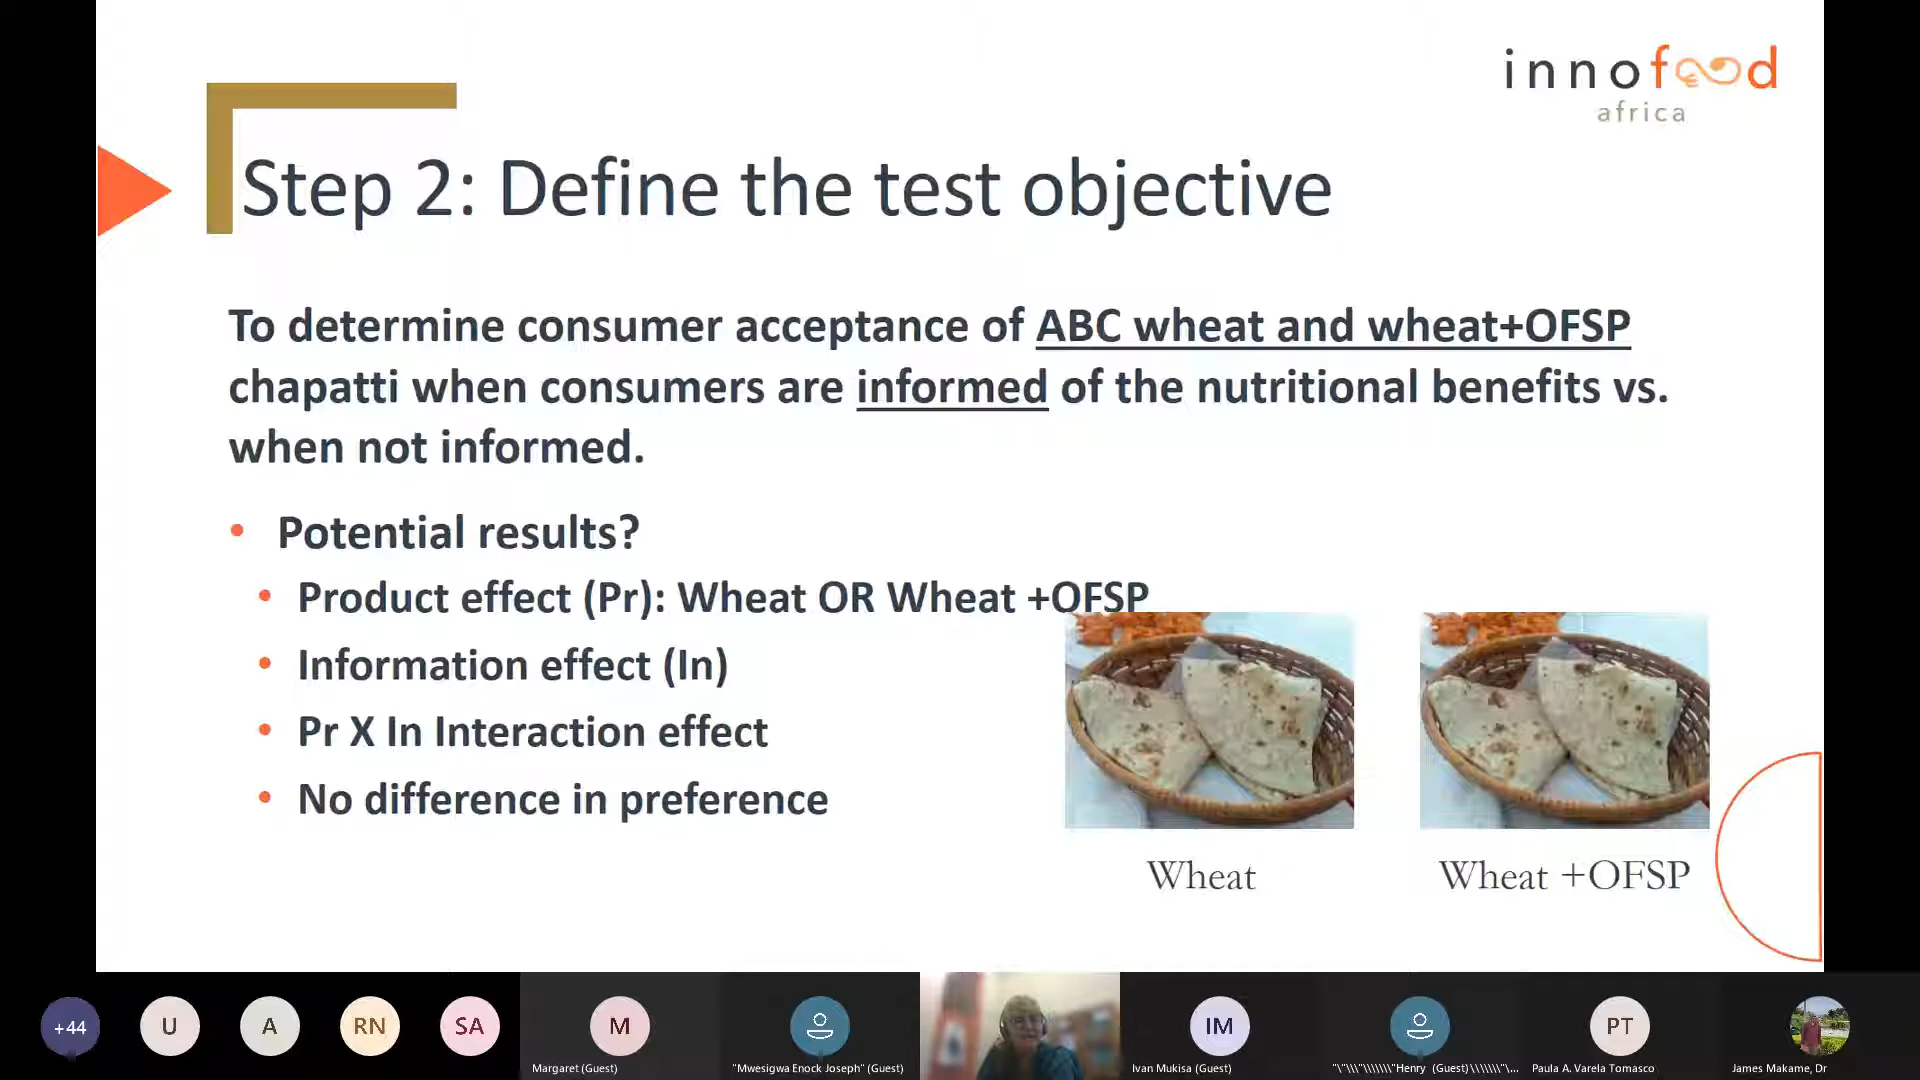 innofood
africa
Step 2: Define the test objective
To determine consumer acceptance of ABC wheat and wheat+OFSP
chapatti when consumers are informed of the nutritional benefits vs.
when not informed.
• Potential results?
• Product effect (Pr): Wheat OR Wheat +OFSP
• Information effect (In)
• Pr X In Interaction effect
• No difference in preference
Wheat
Wheat +OFSP
+44
U
A
RN
SA
M
IM
PT
Margaret (Guest)
"Mwesigwa Enock Joseph" (Guest)
Ivan Mukisa (Guest)
"\"\\\"\\\\\\\"Henry (Guest)\\\\\\\"\...
Paula A. Varela Tomasco
James Makame, Dr